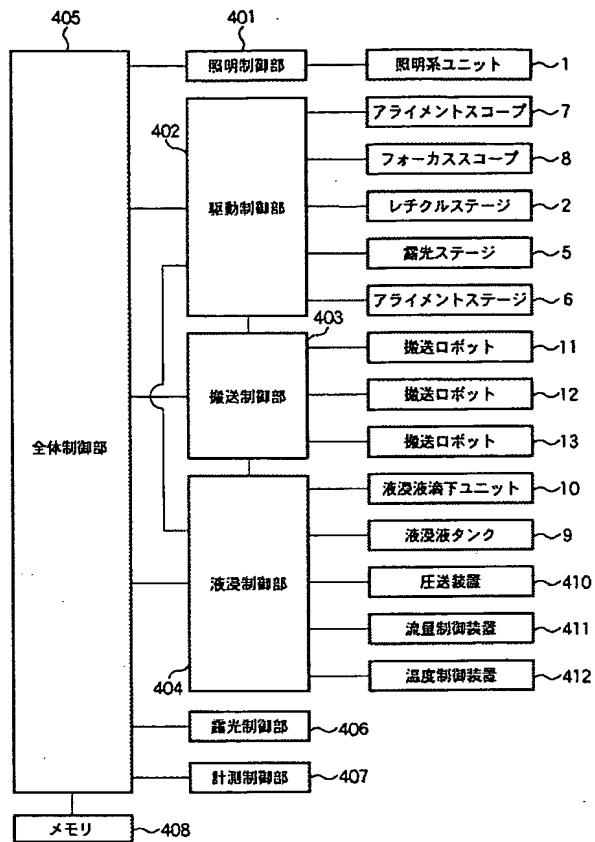 405
401
照明制御部
照明系ユニット 1
アライメントスコープ 7
402
フォーカススコープ 8
駆動制御部
レチクルステージ 2
露光ステージ 5
アライメントステージ 6
403
搬送ロボット 11
搬送制御部
搬送ロボット 12
搬送ロボット 13
全体制御部
液浸液滴下ユニット 10
液浸液タンク 9
液浸制御部
圧送装置 410
流量制御装置 411
温度制御装置 412
404
露光制御部 406
計測制御部 407
メモリ 408